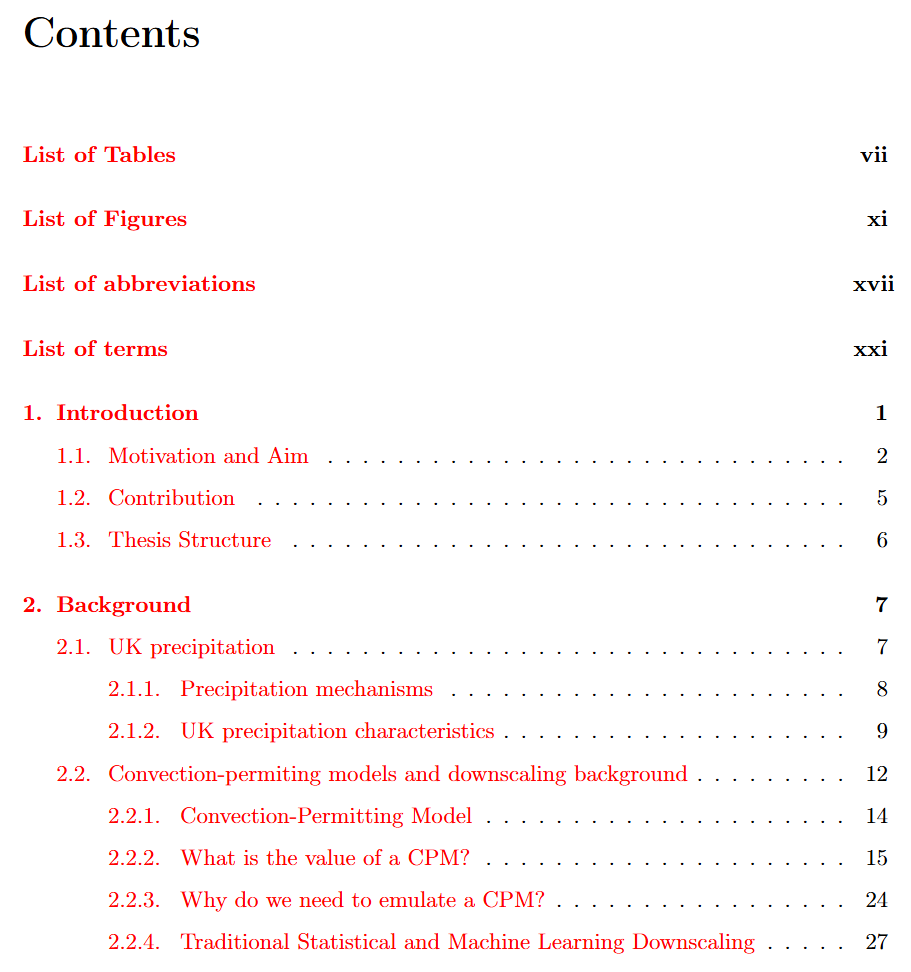 Contents
List of Tables vii
List of Figures xi
List of abbreviations xvii
List of terms xxi
1. Introduction 1
1.1. Motivation and Aim . . . . . . . . . . . . . . . . . . . . . . . . . . . . . . 2
1.2. Contribution . . . . . . . . . . . . . . . . . . . . . . . . . . . . . . . . . . 5
1.3. Thesis Structure . . . . . . . . . . . . . . . . . . . . . . . . . . . . . . . . 6
2. Background 7
2.1. UK precipitation . . . . . . . . . . . . . . . . . . . . . . . . . . . . . . . . 7
2.1.1. Precipitation mechanisms . . . . . . . . . . . . . . . . . . . . . . . 8
2.1.2. UK precipitation characteristics . . . . . . . . . . . . . . . . . . . . 9
2.2. Convection-permiting models and downscaling background . . . . . . . . . 12
2.2.1. Convection-Permitting Model . . . . . . . . . . . . . . . . . . . . . 14
2.2.2. What is the value of a CPM? . . . . . . . . . . . . . . . . . . . . . 15
2.2.3. Why do we need to emulate a CPM? . . . . . . . . . . . . . . . . . 24
2.2.4. Traditional Statistical and Machine Learning Downscaling . . . . . 27